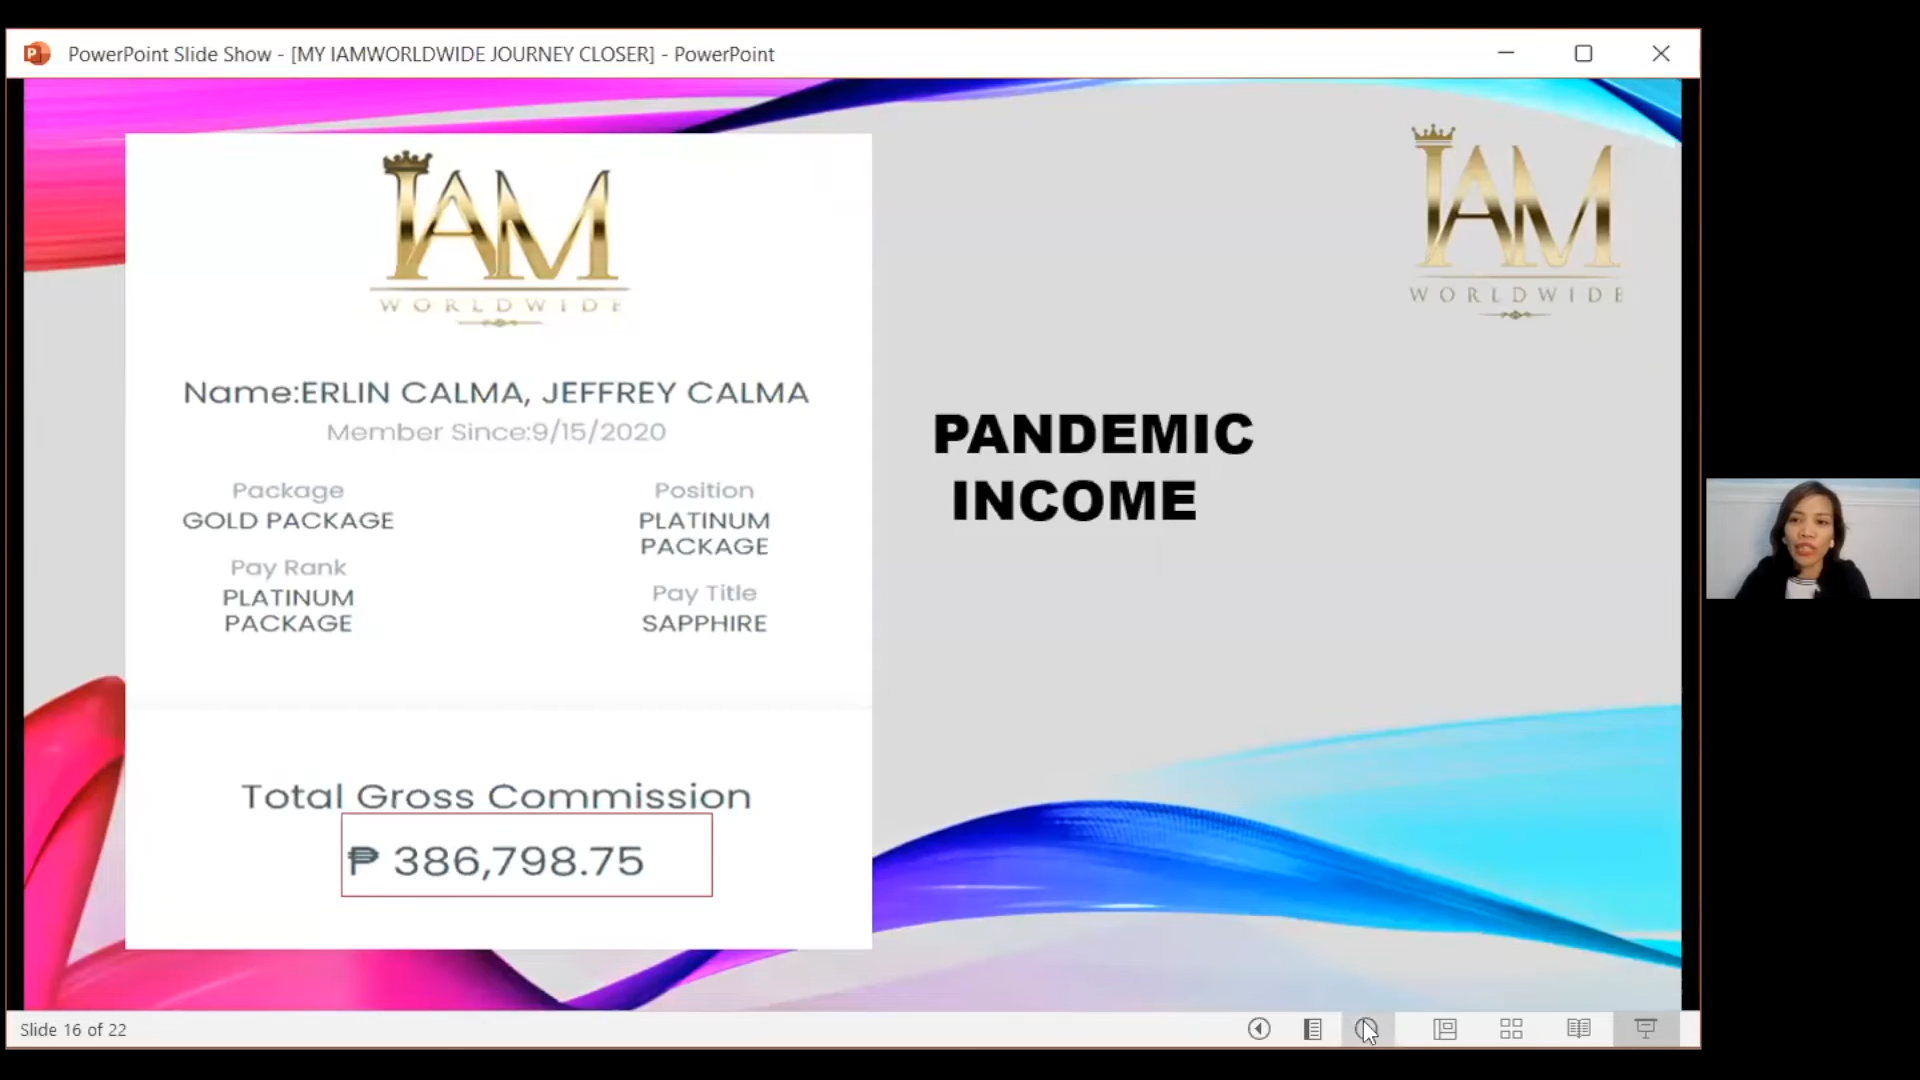 PowerPoint Slide Show - [MY IAMWORLDWIDE JOURNEY CLOSER] - PowerPoint
IAM
WORLDWIDE
IAM
WORLDWIDE
Name:ERLIN CALMA, JEFFREY CALMA
Member Since:9/15/2020
Package
GOLD PACKAGE
Position
PLATINUM
PACKAGE
Pay Rank
PLATINUM
PACKAGE
Pay Title
SAPPHIRE
Total Gross Commission
₱ 386,798.75
PANDEMIC
INCOME
Slide 16 of 22